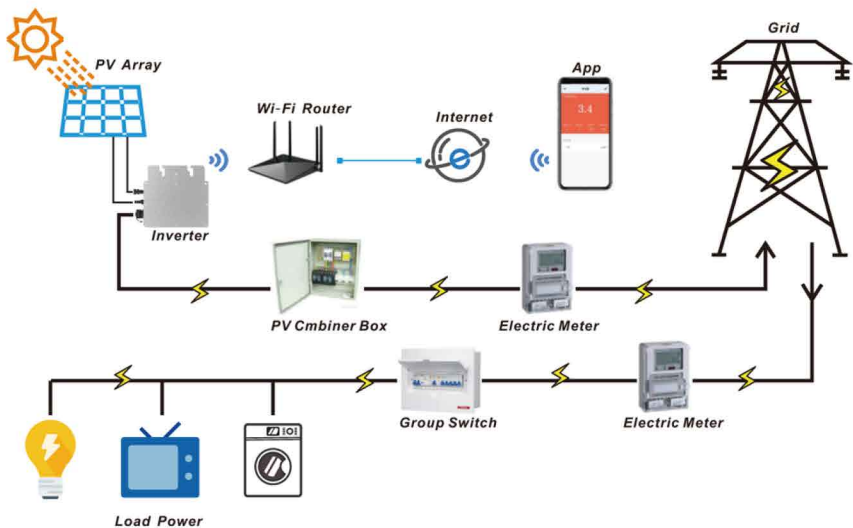 Grid
PV Array
App
Wi-Fi Router
Internet
3.4
Inverter
PV Cmbiner Box
Electric Meter
Group Switch
Electric Meter
Load Power